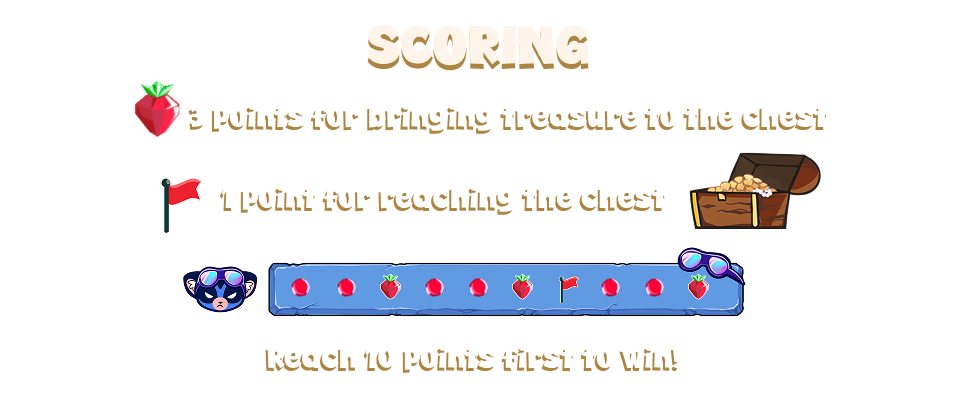 SCORING
3 points for bringing treasure to the chest
1 point for reaching the chest
Reach 10 points first to win!